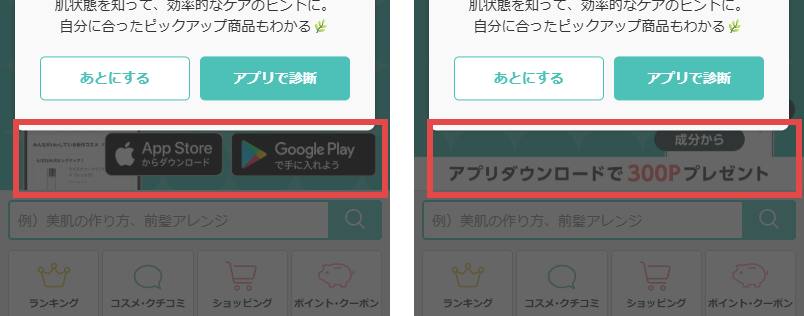 肌状態を知って、効率的なケアのヒントに。
自分に合ったピックアップ商品もわかる
あとにする
アプリで診断
App Store
からダウンロード
Google Play
で手に入れよう
例）美肌の作り方、前髪アレンジ
ランキング
コスメ・クチコミ
ショッピング
ポイント・クーポン
肌状態を知って、効率的なケアのヒントに。
自分に合ったピックアップ商品もわかる
あとにする
アプリで診断
成分から
アプリダウンロードで300Pプレゼント
例）美肌の作り方、前髪アレンジ
ランキング
コスメ・クチコミ
ショッピング
ポイント・クーポン